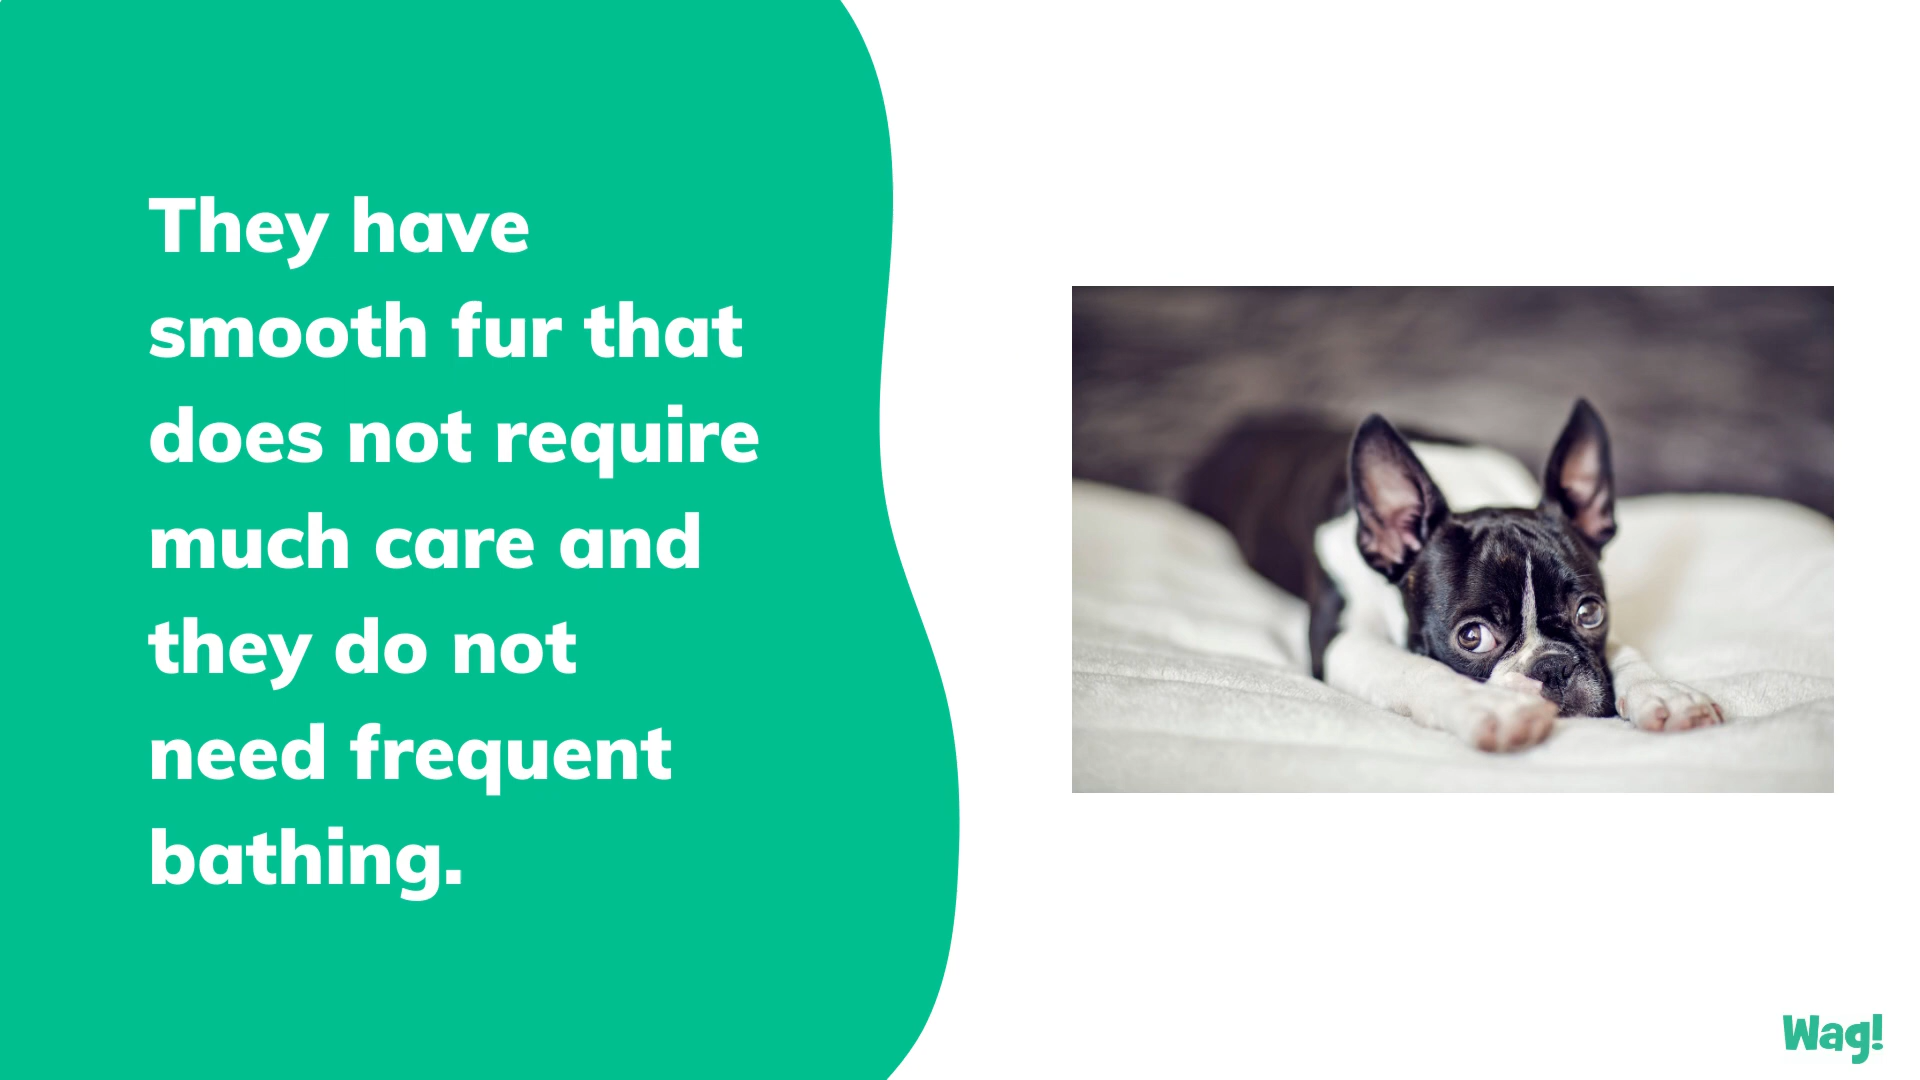 They have
smooth fur that
does not require
much care and
they do not
need frequent
bathing.
Wag!